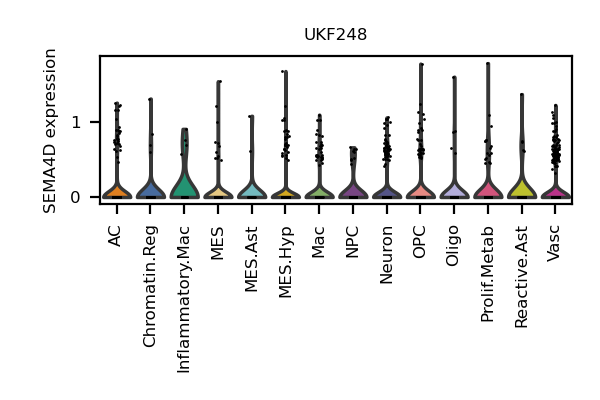 UKF248
SEMA4D expression
1
0
AC
Chromatin.Reg
Inflammatory.Mac
MES
MES.Ast
MES.Hyp
Mac
NPC
Neuron
OPC
Oligo
Prolif.Metab
Reactive.Ast
Vasc